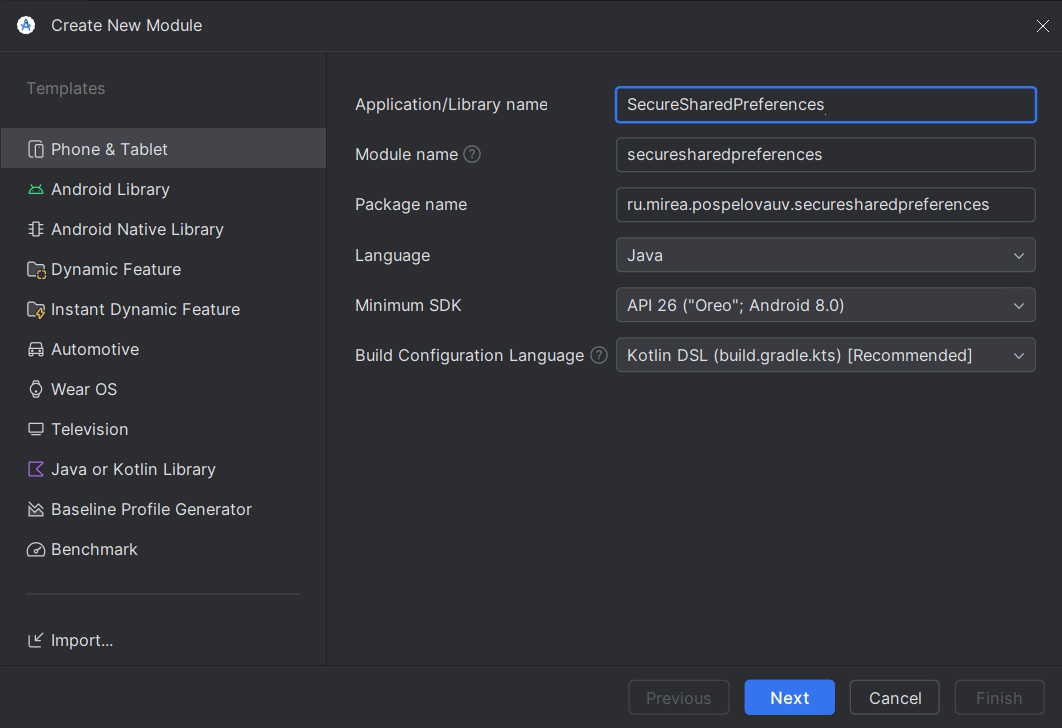 Create New Module
Templates
Phone & Tablet
Android Library
Android Native Library
Dynamic Feature
Instant Dynamic Feature
Automotive
Wear OS
Television
Java or Kotlin Library
Baseline Profile Generator
Benchmark
Import...
Application/Library name SecureSharedPreferences
Module name ? securesharedpreferences
Package name ru.mirea.pospelovauv.securesharedpreferences
Language Java
Minimum SDK API 26 ("Oreo"; Android 8.0)
Build Configuration Language ? Kotlin DSL (build.gradle.kts) [Recommended]
Previous Next Cancel Finish